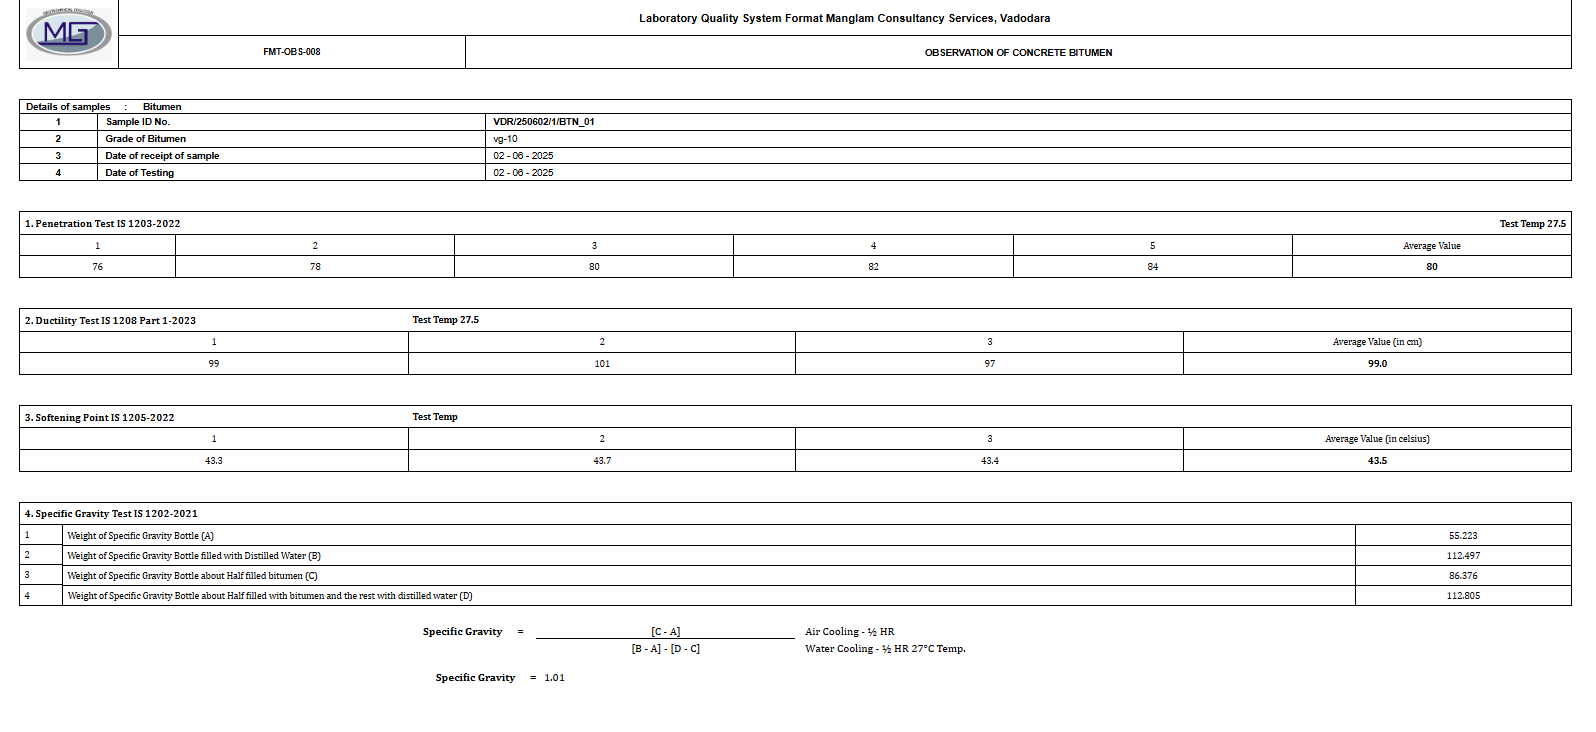 GEOTECHNICAL SOLUTION
MG
Laboratory Quality System Format Manglam Consultancy Services, Vadodara
FMT-OBS-008 OBSERVATION OF CONCRETE BITUMEN
Details of samples : Bitumen
1 Sample ID No. VDR/250602/1/BTN_01
2 Grade of Bitumen vg-10
3 Date of receipt of sample 02 - 06 - 2025
4 Date of Testing 02 - 06 - 2025
1. Penetration Test IS 1203-2022 Test Temp 27.5
1 2 3 4 5 Average Value
76 78 80 82 84 80
2. Ductility Test IS 1208 Part 1-2023 Test Temp 27.5
1 2 3 Average Value (in cm)
99 101 97 99.0
3. Softening Point IS 1205-2022 Test Temp
1 2 3 Average Value (in celsius)
43.3 43.7 43.4 43.5
4. Specific Gravity Test IS 1202-2021
1 Weight of Specific Gravity Bottle (A) 55.223
2 Weight of Specific Gravity Bottle filled with Distilled Water (B) 112.497
3 Weight of Specific Gravity Bottle about Half filled bitumen (C) 86.376
4 Weight of Specific Gravity Bottle about Half filled with bitumen and the rest with distilled water (D) 112.805
Specific Gravity = [C - A] Air Cooling - ½ HR
[B - A] - [D - C] Water Cooling - ½ HR 27°C Temp.
Specific Gravity = 1.01